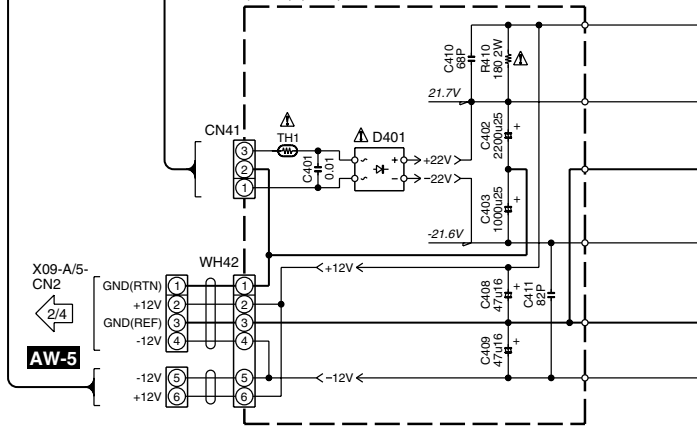 C410
68P
R410
180 2W
21.7V
CN41
TH1
D401
3
2
1
C401
0.01
+
−
+22V
−22V
C402
2200u25
+
C403
1000u25
+
-21.6V
X09-A/5-
CN2
2/4
AW-5
WH42
GND(RTN)
+12V
GND(REF)
-12V
-12V
+12V
1
2
3
4
5
6
1
2
3
4
5
6
+12V
−12V
C408
47u16
+
C411
82P
C409
47u16
+